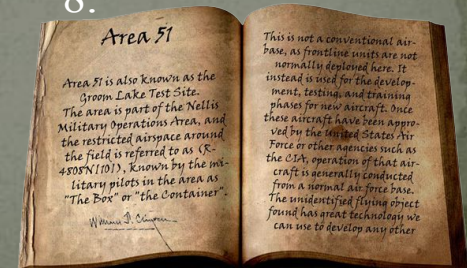 8.
Area 51
Area 51 is also known as the
Groom Lake Test Site.
The area is part of the Nellis
Military Operations Area, and
the restricted airspace around
the field is referred to as (R-
4808N[101), known by the mi-
litary pilots in the area as
"The Box" or "the Container".
This is not a conventional air-
base, as frontline units are not
normally deployed here. It
instead is used for the develop-
ment, testing, and training
phases for new aircraft. Once
these aircraft have been appro-
ved by the United States Air
Force or other agencies such as
the CIA, operation of that air-
craft is generally conducted
from a normal air force base.
The unidentified flying object
found has great technology we
can use to develop any other